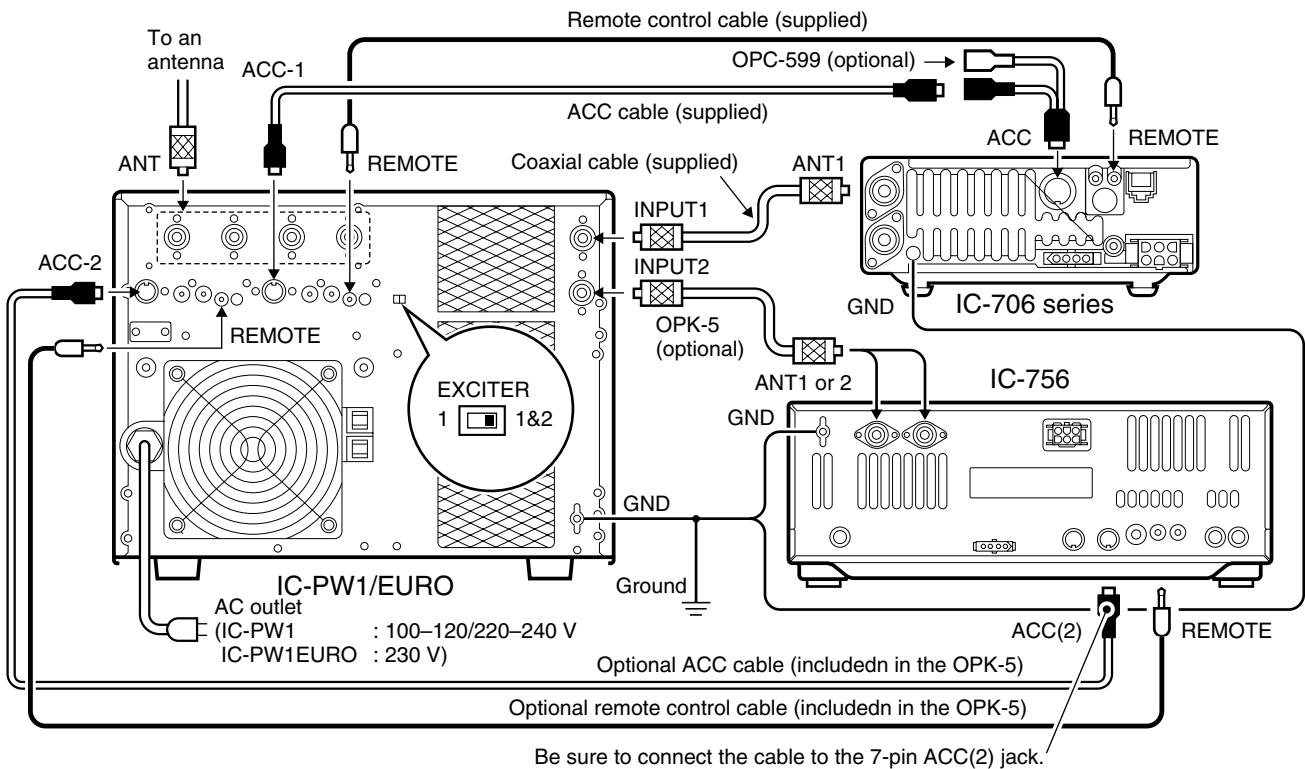 Remote control cable (supplied)
To an
antenna
ACC-1
OPC-599 (optional)
ACC cable (supplied)
ANT
REMOTE
ACC
REMOTE
Coaxial cable (supplied)
ANT1
INPUT1
ACC-2
INPUT2
GND
IC-706 series
REMOTE
OPK-5
(optional)
EXCITER
1
1&2
ANT1 or 2
IC-756
GND
GND
IC-PW1/EURO
Ground
AC outlet
(IC-PW1 : 100–120/220–240 V
IC-PW1EURO : 230 V)
ACC(2)
REMOTE
Optional ACC cable (includedn in the OPK-5)
Optional remote control cable (includedn in the OPK-5)
Be sure to connect the cable to the 7-pin ACC(2) jack.